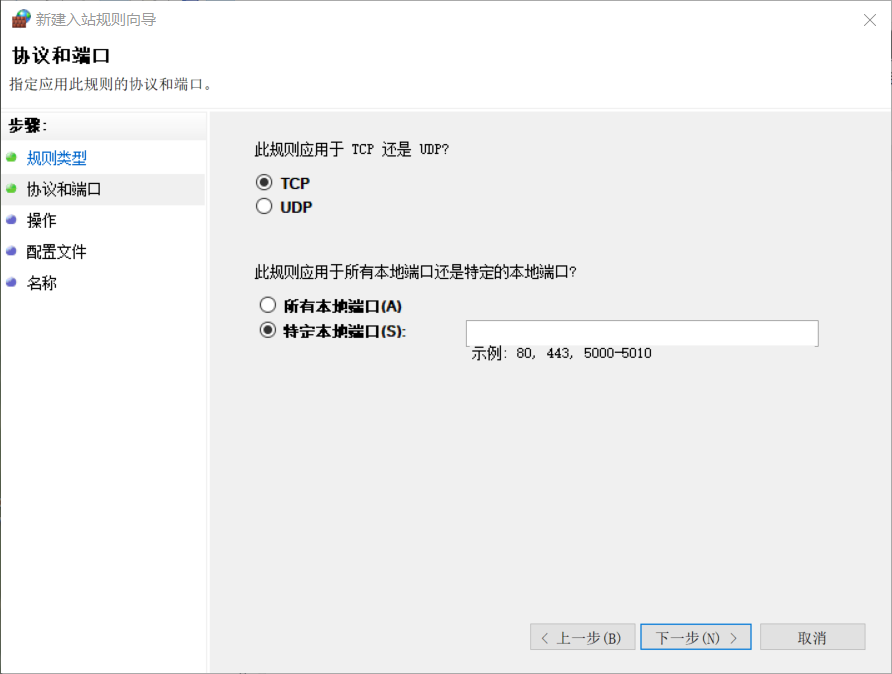 新建入站规则向导
协议和端口
指定应用此规则的协议和端口。
步骤:
规则类型
协议和端口
操作
配置文件
名称
此规则应用于 TCP 还是 UDP?
TCP
UDP
此规则应用于所有本地端口还是特定的本地端口?
所有本地端口(A)
特定本地端口(S):
示例: 80, 443, 5000-5010
< 上一步(B)
下一步(N) >
取消